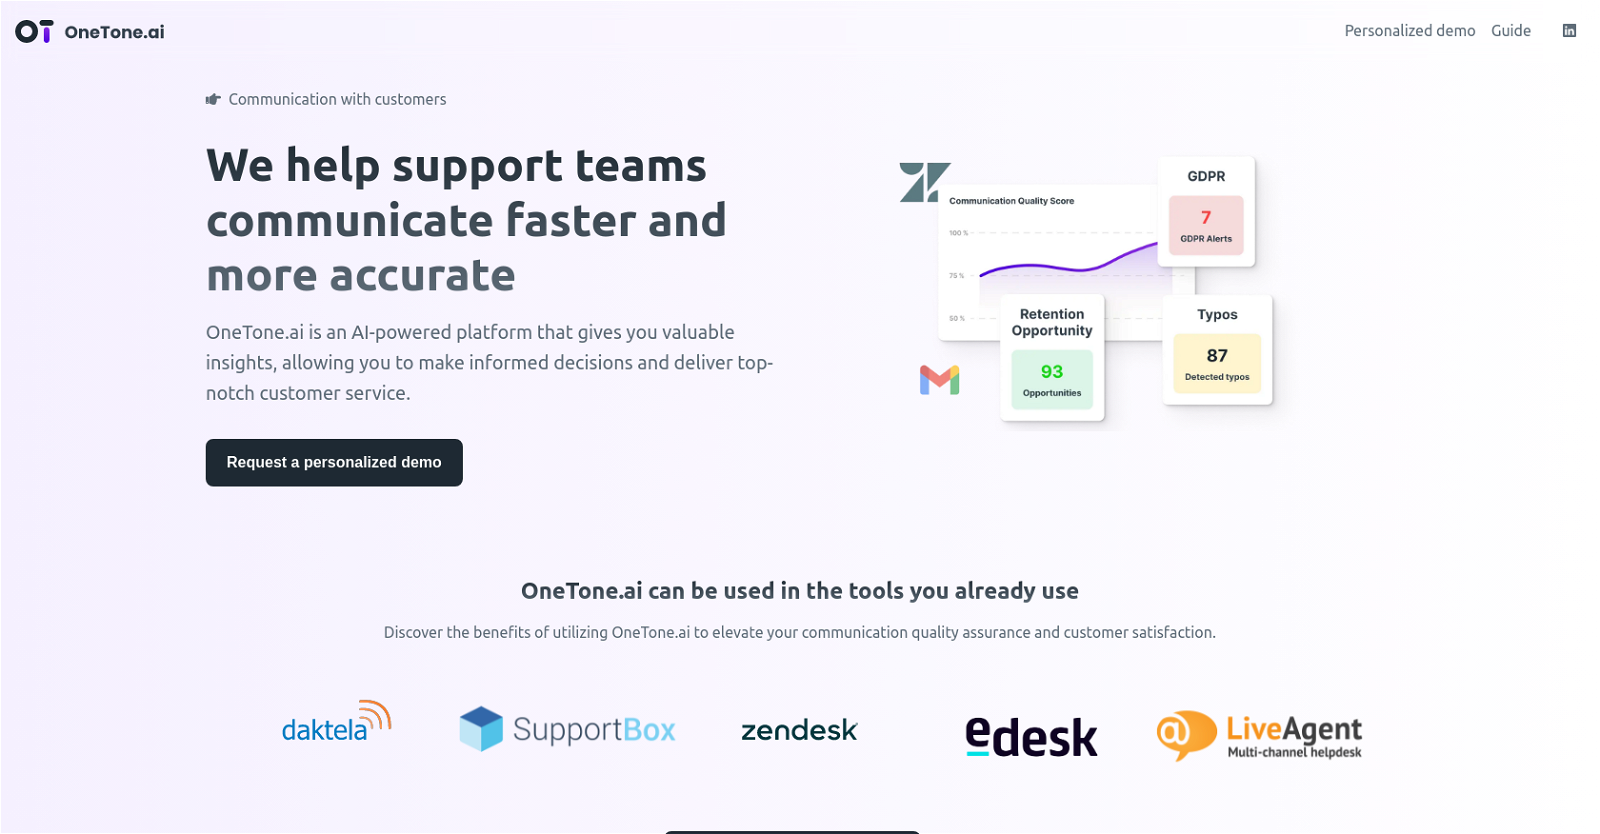 OT OneTone.ai
Personalized demo Guide in
Communication with customers
We help support teams
communicate faster and
more accurate
OneTone.ai is an AI-powered platform that gives you valuable
insights, allowing you to make informed decisions and deliver top-
notch customer service.
Request a personalized demo
Communication Quality Score
100 %
75 %
50 %
GDPR
7
GDPR Alerts
Retention
Opportunity
93
Opportunities
Typos
87
Detected typos
OneTone.ai can be used in the tools you already use
Discover the benefits of utilizing OneTone.ai to elevate your communication quality assurance and customer satisfaction.
daktela
SupportBox
zendesk
edesk
@ LiveAgent
Multi-channel helpdesk